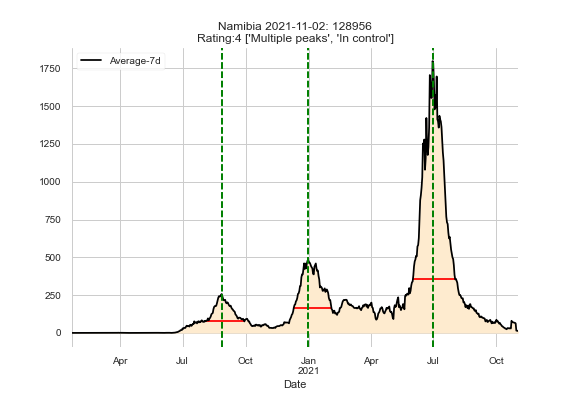 Namibia 2021-11-02: 128956
Rating:4 ['Multiple peaks', 'In control']
Average-7d
1750
1500
1250
1000
750
500
250
0
Apr Jul Oct Jan Apr Jul Oct
2021
Date